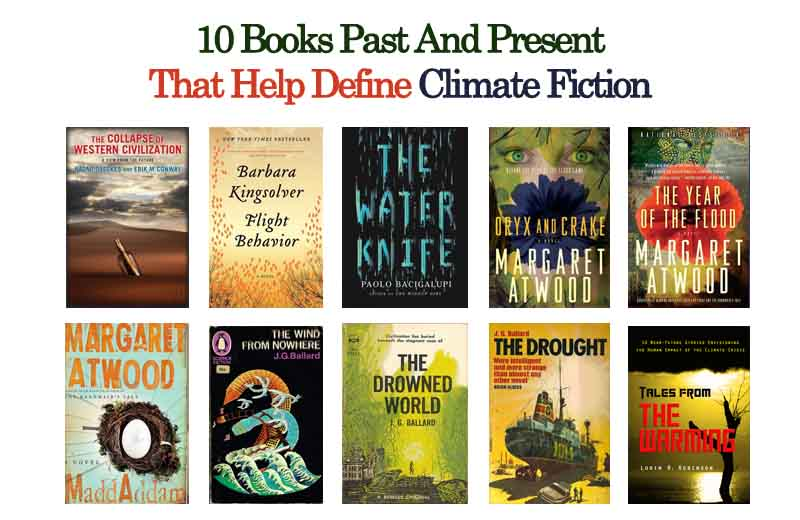 10 Books Past And Present
That Help Define Climate Fiction
THE COLLAPSE OF
WESTERN CIVILIZATION
A VIEW FROM THE FUTURE
NAOMI ORESKES AND ERIK M. CONWAY
NEW YORK TIMES BESTSELLER
Barbara
Kingsolver
Flight
Behavior
A NOVEL
THE
WATER
KNIFE
PAOLO BACIGALUPI
AUTHOR OF THE WINDUP GIRL
ORYX AND CRAKE
A NOVEL
MARGARET
ATWOOD
NATIONAL BESTSELLER
THE YEAR
OF THE FLOOD
A NOVEL
MARGARET
ATWOOD
MARGARET
ATWOOD
THE HANDMAID'S TALE
A NOVEL
MaddAddam
SCIENCE
FICTION
THE WIND
FROM NOWHERE
J.G.Ballard
Civilization lies buried
beneath the stagnant ooze of
THE
DROWNED
WORLD
J. G. BALLARD
A BERKLEY ORIGINAL
J. G. Ballard
THE DROUGHT
More intelligent
and more strange
than almost any
other novel
BRIAN ALDISS
10 NEAR-FUTURE STORIES ENVISIONING
THE HUMAN IMPACT OF THE CLIMATE CRISIS
TALES FROM
THE
WARMING
LORIN R. ROBINSON